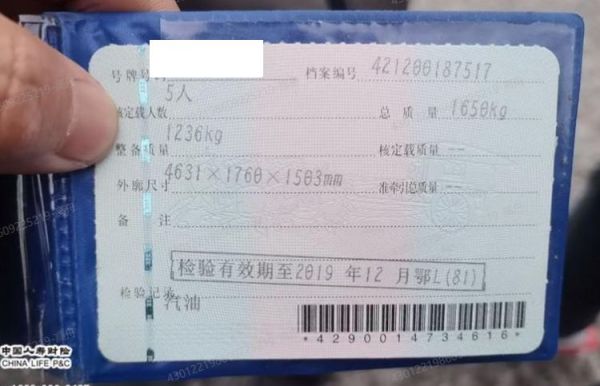 号牌号 档案编号 421200187517
5人
核定载人数 总质量 1650kg
1236kg
整备质量 核定载质量 --
4631×1760×1503mm
外廓尺寸 准牵引总质量 --
备注
检验有效期至2019年12月鄂L(81)
检验记录
汽油
*4290014734616*
中国人寿财险
CHINA LIFE P&C